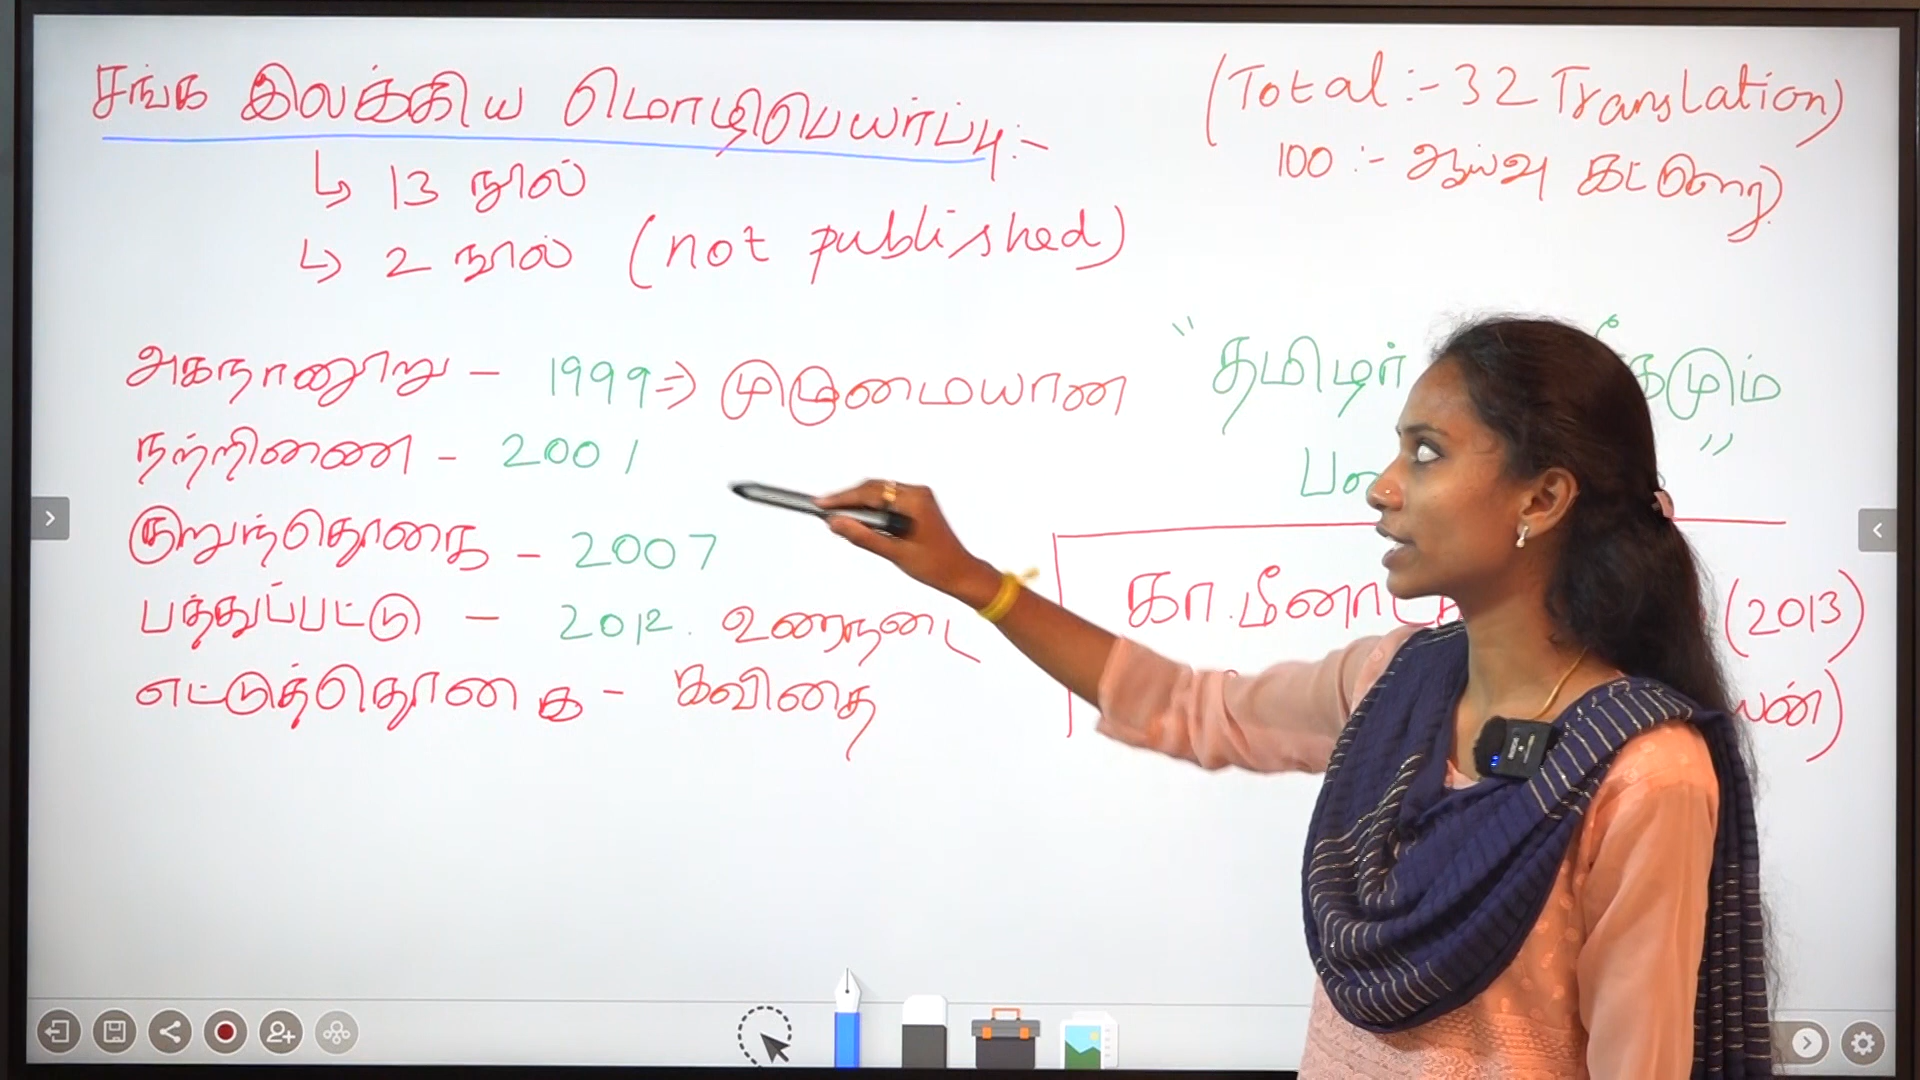 சங்க இலக்கிய மொழிபெயர்ப்பு:-
↳ 13 நூல்
↳ 2 நூல் (not published)
அகநானூறு - 1999 => முழுமையான
நற்றிணை - 2001
குறுந்தொகை - 2007
பத்துப்பாட்டு - 2012. உரைநடை
எட்டுத்தொகை - கவிதை
(Total:- 32 Translation)
100:- ஆய்வு கட்டுரை)
"தமிழர்
"
கா.மீனாட் (2013)